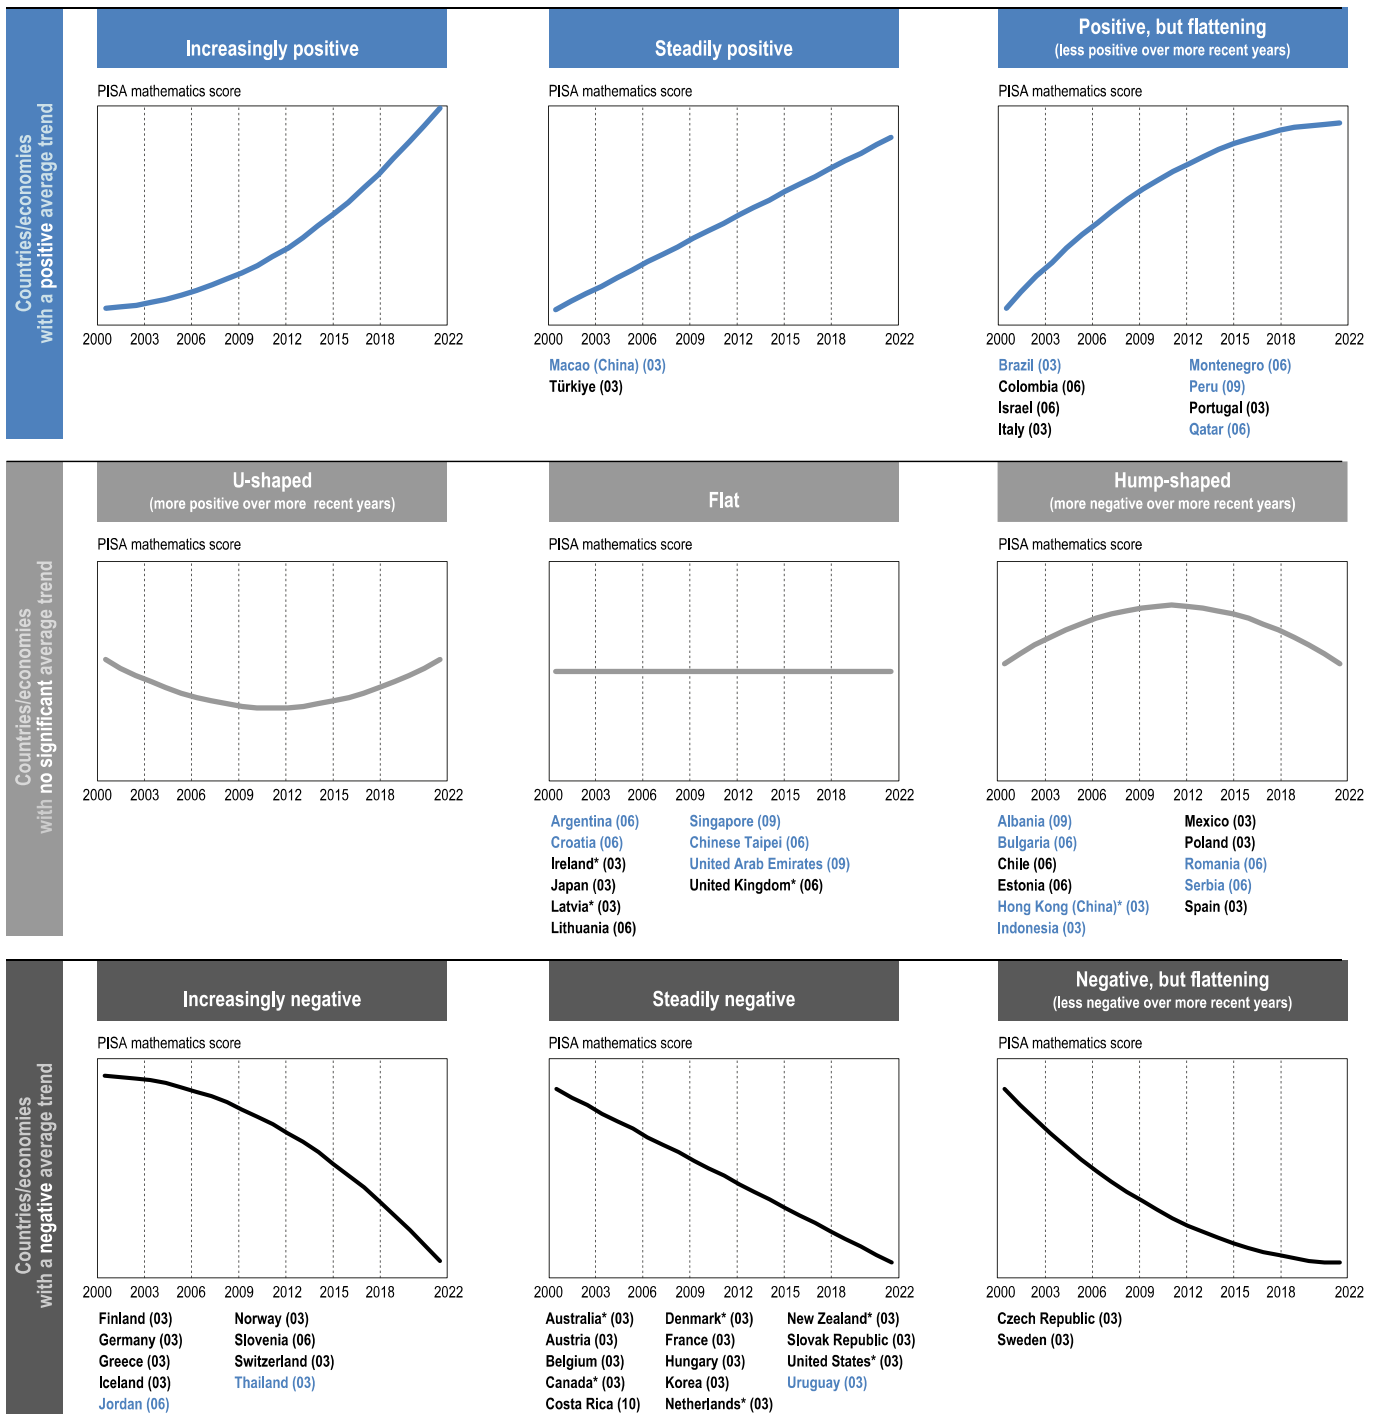 Countries/economies
with a positive average trend
Increasingly positive
PISA mathematics score
2000 2003 2006 2009 2012 2015 2018 2022
Steadily positive
PISA mathematics score
2000 2003 2006 2009 2012 2015 2018 2022
Macao (China) (03)
Türkiye (03)
Positive, but flattening
(less positive over more recent years)
PISA mathematics score
2000 2003 2006 2009 2012 2015 2018 2022
Brazil (03)
Colombia (06)
Israel (06)
Italy (03)
Montenegro (06)
Peru (09)
Portugal (03)
Qatar (06)
Countries/economies
with no significant average trend
U-shaped
(more positive over more recent years)
PISA mathematics score
2000 2003 2006 2009 2012 2015 2018 2022
Flat
PISA mathematics score
2000 2003 2006 2009 2012 2015 2018 2022
Argentina (06)
Croatia (06)
Ireland* (03)
Japan (03)
Latvia* (03)
Lithuania (06)
Singapore (09)
Chinese Taipei (06)
United Arab Emirates (09)
United Kingdom* (06)
Hump-shaped
(more negative over more recent years)
PISA mathematics score
2000 2003 2006 2009 2012 2015 2018 2022
Albania (09)
Bulgaria (06)
Chile (06)
Estonia (06)
Hong Kong (China)* (03)
Indonesia (03)
Mexico (03)
Poland (03)
Romania (06)
Serbia (06)
Spain (03)
Countries/economies
with a negative average trend
Increasingly negative
PISA mathematics score
2000 2003 2006 2009 2012 2015 2018 2022
Finland (03)
Germany (03)
Greece (03)
Iceland (03)
Jordan (06)
Norway (03)
Slovenia (06)
Switzerland (03)
Thailand (03)
Steadily negative
PISA mathematics score
2000 2003 2006 2009 2012 2015 2018 2022
Australia* (03)
Austria (03)
Belgium (03)
Canada* (03)
Costa Rica (10)
Denmark* (03)
France (03)
Hungary (03)
Korea (03)
Netherlands* (03)
New Zealand* (03)
Slovak Republic (03)
United States* (03)
Uruguay (03)
Negative, but flattening
(less negative over more recent years)
PISA mathematics score
2000 2003 2006 2009 2012 2015 2018 2022
Czech Republic (03)
Sweden (03)